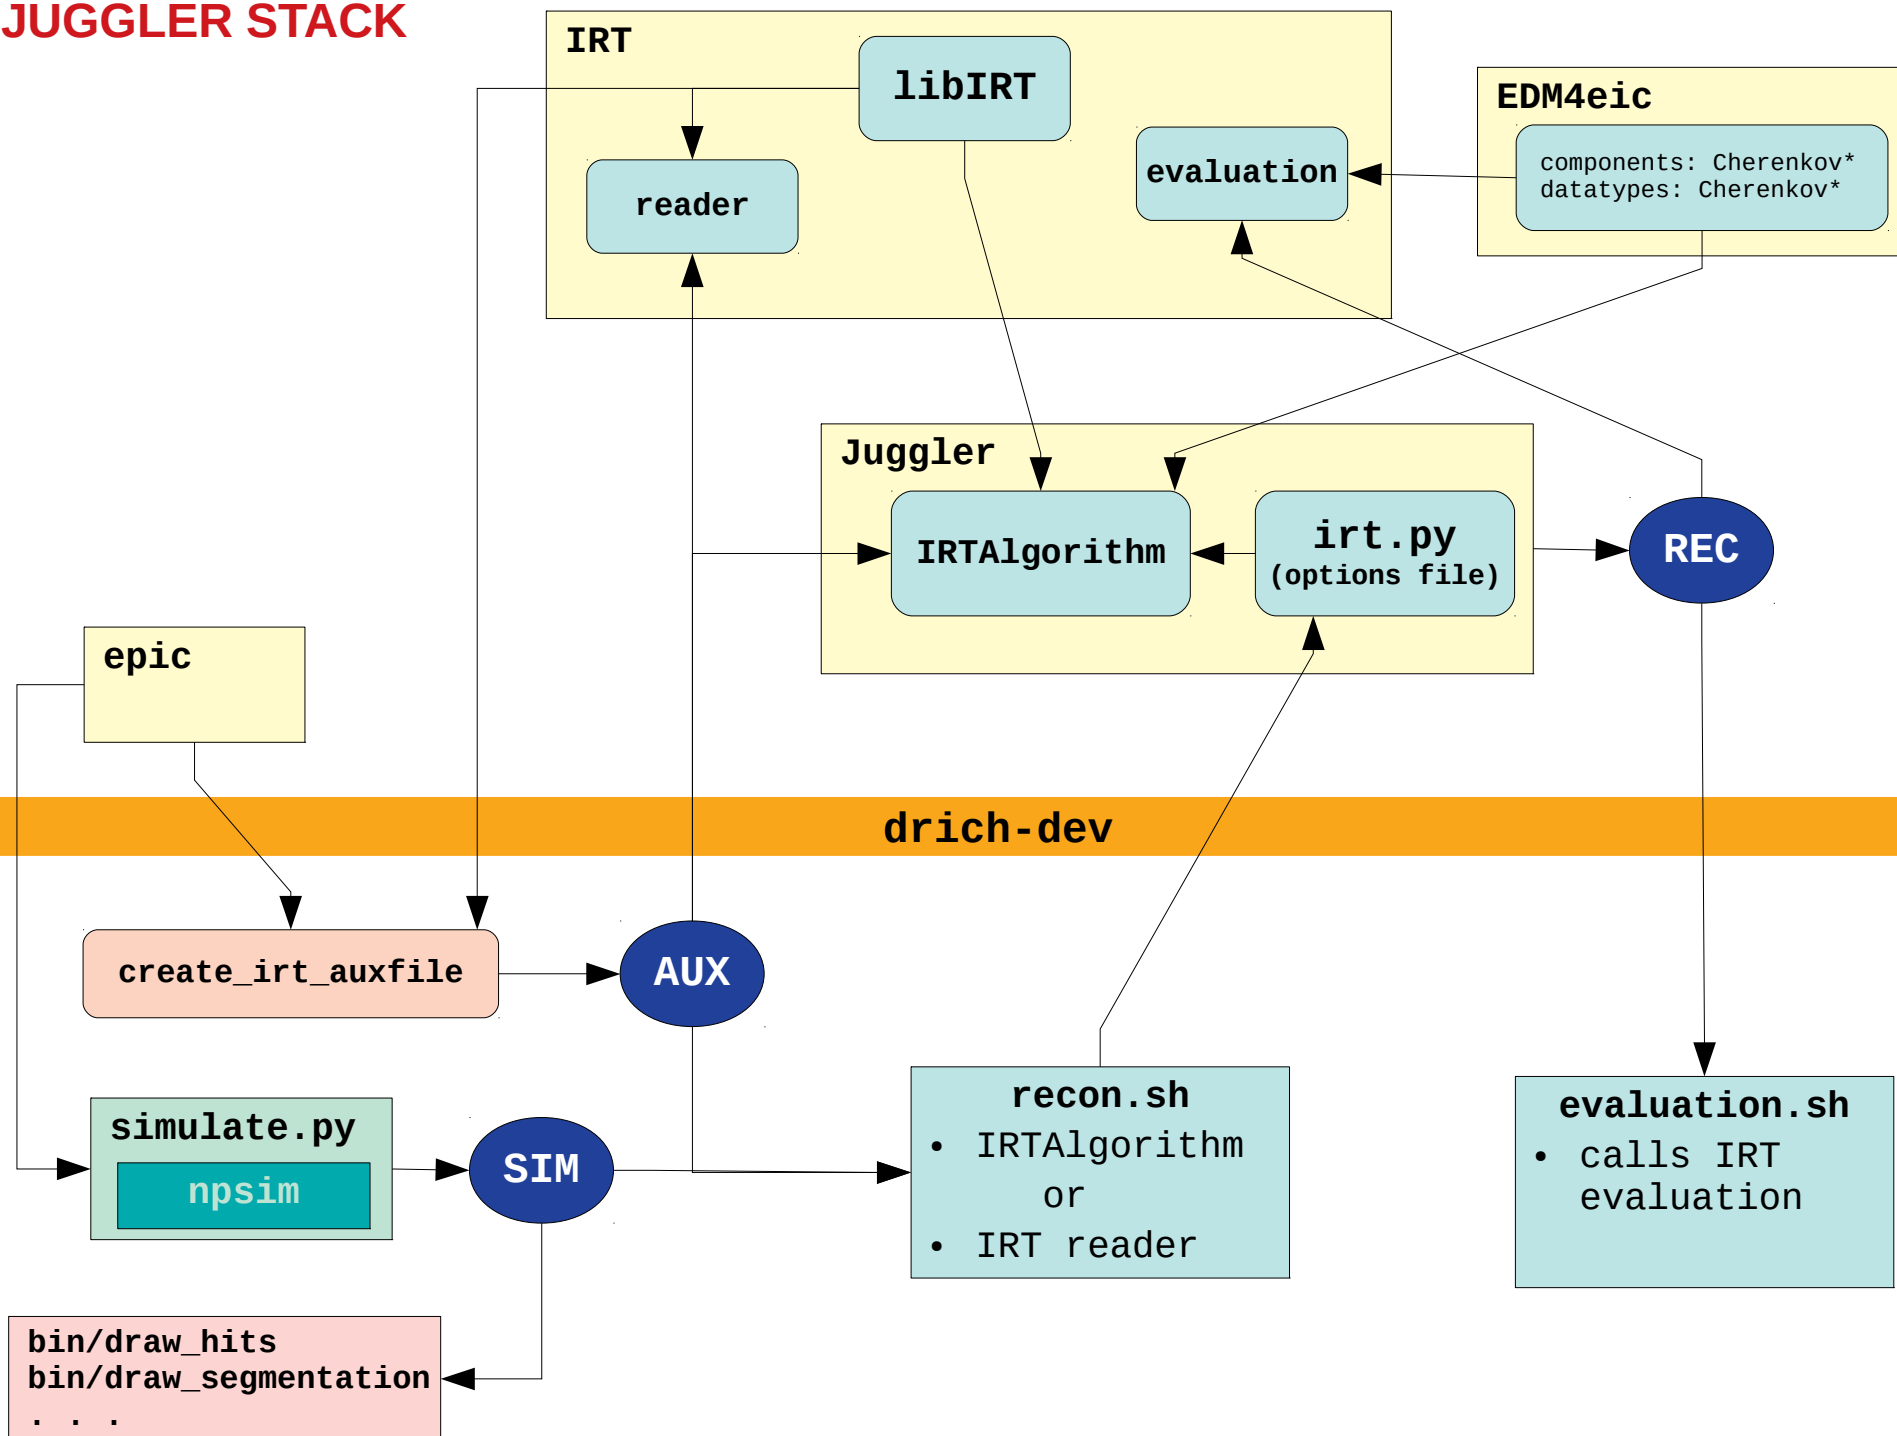 JUGGLER STACK
IRT
libIRT
reader
evaluation
EDM4eic
components: Cherenkov*
datatypes: Cherenkov*
Juggler
IRTAlgorithm
irt.py
(options file)
REC
epic
drich-dev
create_irt_auxfile
AUX
simulate.py
npsim
SIM
recon.sh
• IRTAlgorithm
or
• IRT reader
evaluation.sh
• calls IRT
evaluation
bin/draw_hits
bin/draw_segmentation
. . .